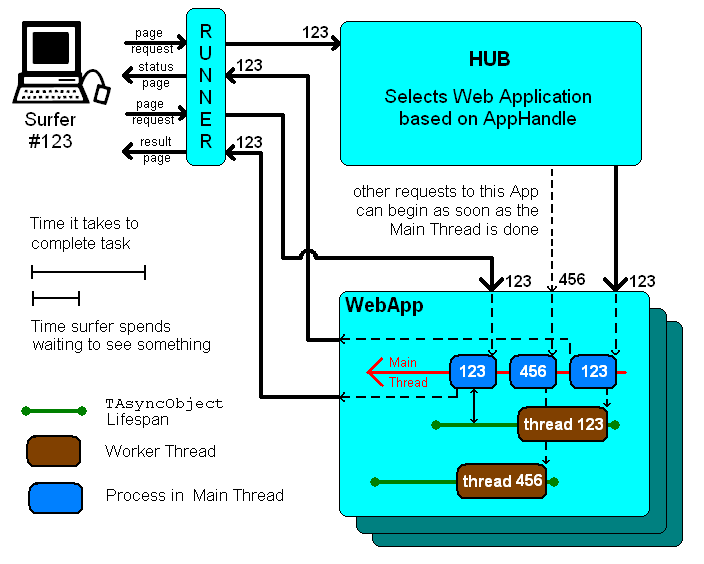 page
request
status
page
page
request
result
page
Surfer
#123
R
U
N
N
E
R
123
123
123
HUB
Selects Web Application
based on AppHandle
other requests to this App
can begin as soon as the
Main Thread is done
Time it takes to
complete task
Time surfer spends
waiting to see something
123
456
123
WebApp
Main
Thread
123
456
123
thread 123
thread 456
TAsyncObject
Lifespan
Worker Thread
Process in Main Thread